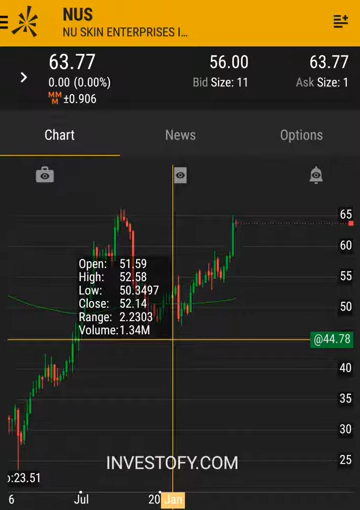 NUS
NU SKIN ENTERPRISES I...
63.77
56.00
63.77
0.00 (0.00%)
Bid Size: 11
Ask Size: 1
MMM ±0.906
Chart
News
Options
65
60
55
50
@44.78
40
35
30
25
Open: 51.59
High: 52.58
Low: 50.3497
Close: 52.14
Range: 2.2303
Volume:1.34M
o:23.51
INVESTOFY.COM
6
Jul
20
Jan